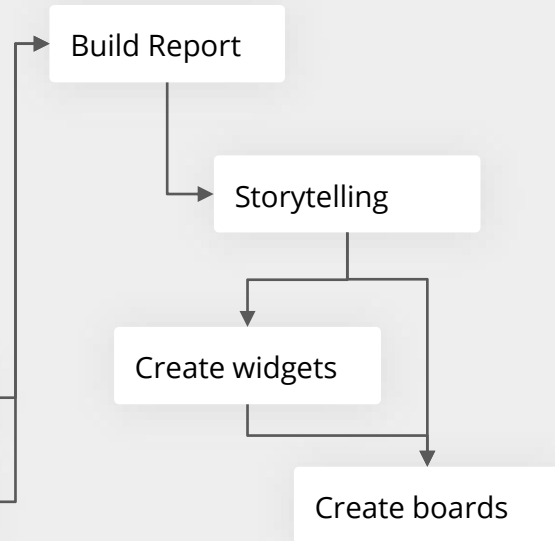 Build Report
Storytelling
Create widgets
Create boards